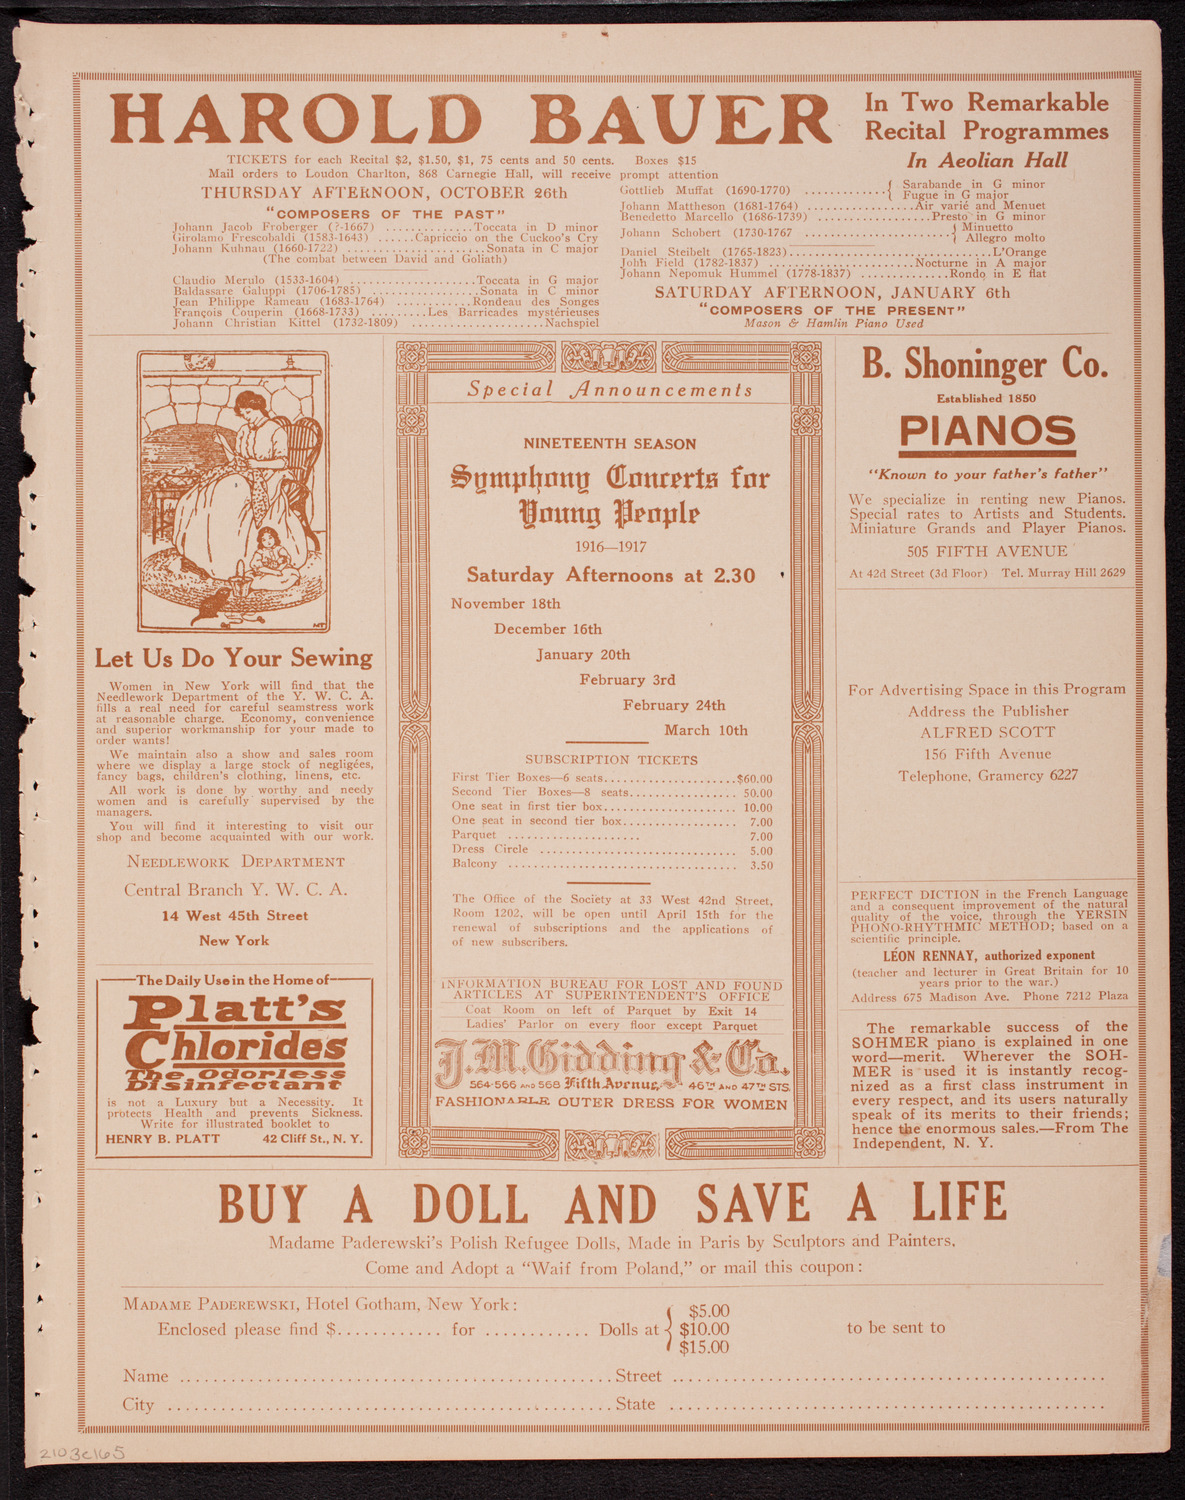 HAROLD BAUER
In Two Remarkable
Recital Programmes
In Aeolian Hall
TICKETS for each Recital $2, $1.50, $1, 75 cents and 50 cents. Boxes $15
Mail orders to Loudon Charlton, 868 Carnegie Hall, will receive prompt attention
THURSDAY AFTERNOON, OCTOBER 26th
"COMPOSERS OF THE PAST"
Johann Jacob Froberger (?-1667) ..............Toccata in D minor
Girolamo Frescobaldi (1583-1643) ......Capriccio on the Cuckoo's Cry
Johann Kuhnau (1660-1722) ......................Sonata in C major
(The combat between David and Goliath)
Claudio Merulo (1533-1604) .....................Toccata in G major
Baldassare Galuppi (1706-1785) ..................Sonata in C minor
Jean Philippe Rameau (1683-1764) ............Rondeau des Songes
François Couperin (1668-1733) .........Les Barricades mystérieuses
Johann Christian Kittel (1732-1809) .....................Nachspiel
Gottlieb Muffat (1690-1770) .............{ Sarabande in G minor
{ Fugue in G major
Johann Mattheson (1681-1764) .................Air varié and Menuet
Benedetto Marcello (1686-1739) ..................Presto in G minor
Johann Schobert (1730-1767 ........................{ Minuetto
} Allegro molto
Daniel Steibelt (1765-1823)..................................L'Orange
John Field (1782-1837) .......................Nocturne in A major
Johann Nepomuk Hummel (1778-1837) ..............Rondo in E flat
SATURDAY AFTERNOON, JANUARY 6th
"COMPOSERS OF THE PRESENT"
Mason & Hamlin Piano Used
MT
Let Us Do Your Sewing
Women in New York will find that the
Needlework Department of the Y. W. C. A.
fills a real need for careful seamstress work
at reasonable charge. Economy, convenience
and superior workmanship for your made to
order wants!
We maintain also a show and sales room
where we display a large stock of negligées,
fancy bags, children's clothing, linens, etc.
All work is done by worthy and needy
women and is carefully supervised by the
managers.
You will find it interesting to visit our
shop and become acquainted with our work.
NEEDLEWORK DEPARTMENT
Central Branch Y. W. C. A.
14 West 45th Street
New York
The Daily Use in the Home of
Platt's
Chlorides
The Odorless
Disinfectant
is not a Luxury but a Necessity. It
protects Health and prevents Sickness.
Write for illustrated booklet to
HENRY B. PLATT 42 Cliff St., N. Y.
Special Announcements
NINETEENTH SEASON
Symphony Concerts for
Young People
1916—1917
Saturday Afternoons at 2.30
November 18th
December 16th
January 20th
February 3rd
February 24th
March 10th
SUBSCRIPTION TICKETS
First Tier Boxes—6 seats......................$60.00
Second Tier Boxes—8 seats................. 50.00
One seat in first tier box...................... 10.00
One seat in second tier box.................. 7.00
Parquet ..................... 7.00
Dress Circle ............................... 5.00
Balcony .................................... 3.50
The Office of the Society at 33 West 42nd Street,
Room 1202, will be open until April 15th for the
renewal of subscriptions and the applications of
of new subscribers.
INFORMATION BUREAU FOR LOST AND FOUND
ARTICLES AT SUPERINTENDENT'S OFFICE
Coat Room on left of Parquet by Exit 14
Ladies' Parlor on every floor except Parquet
J.M. Gidding & Co.
564-566 AND 568 Fifth Avenue, 46TH AND 47TH STS.
FASHIONABLE OUTER DRESS FOR WOMEN
B. Shoninger Co.
Established 1850
PIANOS
"Known to your father's father"
We specialize in renting new Pianos.
Special rates to Artists and Students.
Miniature Grands and Player Pianos.
505 FIFTH AVENUE
At 42d Street (3d Floor) Tel. Murray Hill 2629
For Advertising Space in this Program
Address the Publisher
ALFRED SCOTT
156 Fifth Avenue
Telephone, Gramercy 6227
PERFECT DICTION in the French Language
and a consequent improvement of the natural
quality of the voice, through the YERSIN
PHONO-RHYTHMIC METHOD; based on a
scientific principle.
LÉON RENNAY, authorized exponent
(teacher and lecturer in Great Britain for 10
years prior to the war.)
Address 675 Madison Ave. Phone 7212 Plaza
The remarkable success of the
SOHMER piano is explained in one
word—merit. Wherever the SOH-
MER is used it is instantly recog-
nized as a first class instrument in
every respect, and its users naturally
speak of its merits to their friends;
hence the enormous sales.—From The
Independent, N. Y.
BUY A DOLL AND SAVE A LIFE
Madame Paderewski's Polish Refugee Dolls, Made in Paris by Sculptors and Painters.
Come and Adopt a "Waif from Poland," or mail this coupon:
MADAME PADEREWSKI, Hotel Gotham, New York:
Enclosed please find $............ for ............ Dolls at { $5.00
$10.00
$15.00
to be sent to
Name ................................................ Street ................................................
City .................................................. State ................................................
2103c165